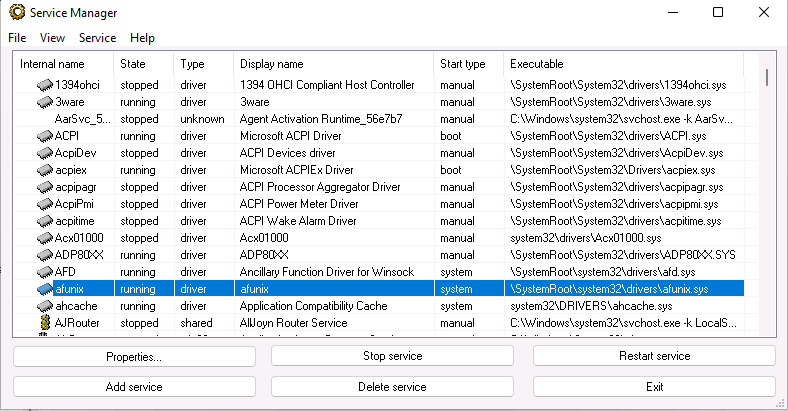 Service Manager
File View Service Help
Internal name State Type Display name Start type Executable
1394ohci stopped driver 1394 OHCI Compliant Host Controller manual \SystemRoot\System32\drivers\1394ohci.sys
3ware running driver 3ware manual \SystemRoot\System32\drivers\3ware.sys
AarSvc_5... stopped unknown Agent Activation Runtime_56e7b7 manual C:\Windows\system32\svchost.exe -k AarSv...
ACPI running driver Microsoft ACPI Driver boot \SystemRoot\System32\drivers\ACPI.sys
AcpiDev stopped driver ACPI Devices driver manual \SystemRoot\System32\drivers\AcpiDev.sys
acpiex running driver Microsoft ACPIEx Driver boot \SystemRoot\System32\Drivers\acpiex.sys
acpipagr stopped driver ACPI Processor Aggregator Driver manual \SystemRoot\System32\drivers\acpipagr.sys
AcpiPmi stopped driver ACPI Power Meter Driver manual \SystemRoot\System32\drivers\acpipmi.sys
acpitime stopped driver ACPI Wake Alarm Driver manual \SystemRoot\System32\drivers\acpitime.sys
Acx01000 stopped driver Acx01000 manual system32\drivers\Acx01000.sys
ADP80XX running driver ADP80XX manual \SystemRoot\System32\drivers\ADP80XX.SYS
AFD running driver Ancillary Function Driver for Winsock system \SystemRoot\system32\drivers\afd.sys
afunix running driver afunix system \SystemRoot\system32\drivers\afunix.sys
ahcache running driver Application Compatibility Cache system system32\DRIVERS\ahcache.sys
AJRouter stopped shared AllJoyn Router Service manual C:\Windows\system32\svchost.exe -k LocalS...
Properties... Stop service Restart service
Add service Delete service Exit